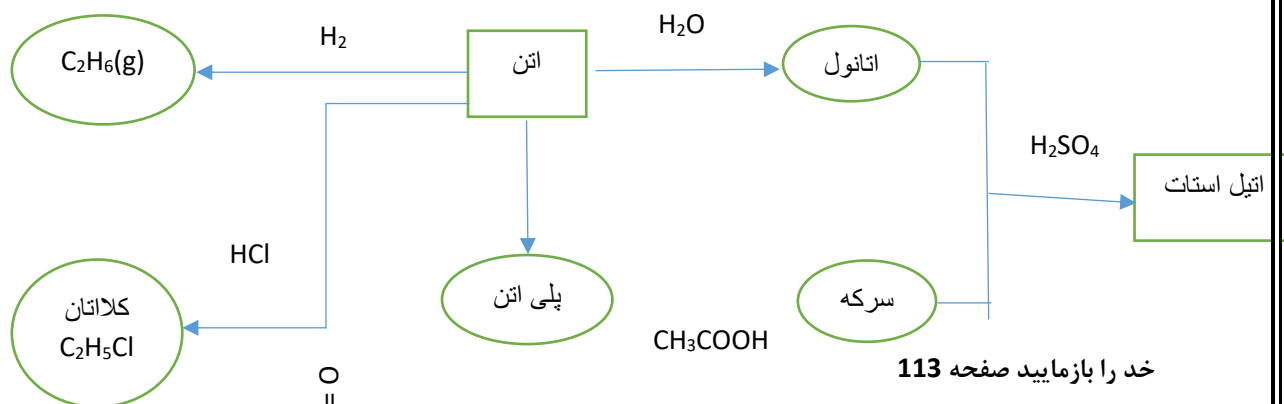 H₂O
H₂
C₂H₆(g)
اتن
اتانول
H₂SO₄
اتیل استات
HCl
کلااتان
C₂H₅Cl
پلی اتن
سرکه
CH₃COOH
خد را بازمایید صفحه 113
O
=